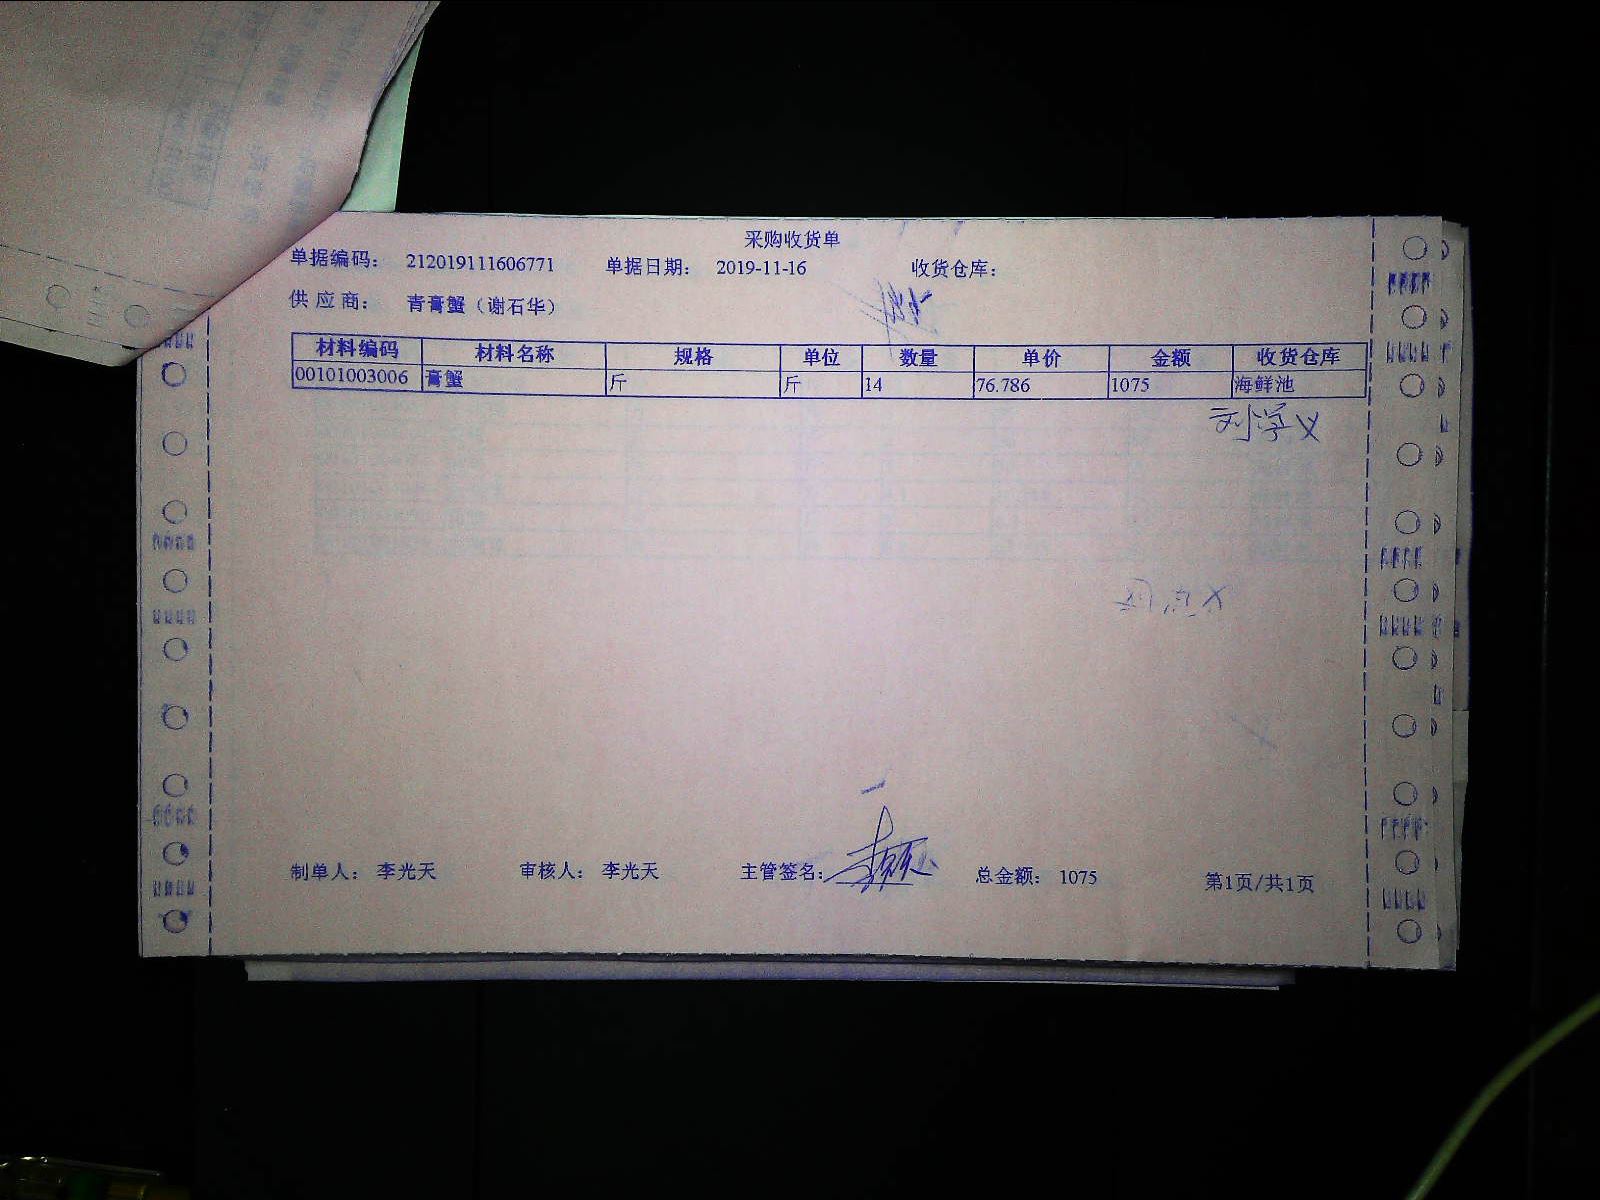 采购收货单
单据编码： 212019111606771 单据日期： 2019-11-16 收货仓库：
供应商： 青膏蟹（谢石华）
材料编码 材料名称 规格 单位 数量 单价 金额 收货仓库
00101003006 膏蟹 斤 斤 14 76.786 1075 海鲜池
刘学义
制单人： 李光天 审核人： 李光天 主管签名： 总金额： 1075 第1页/共1页